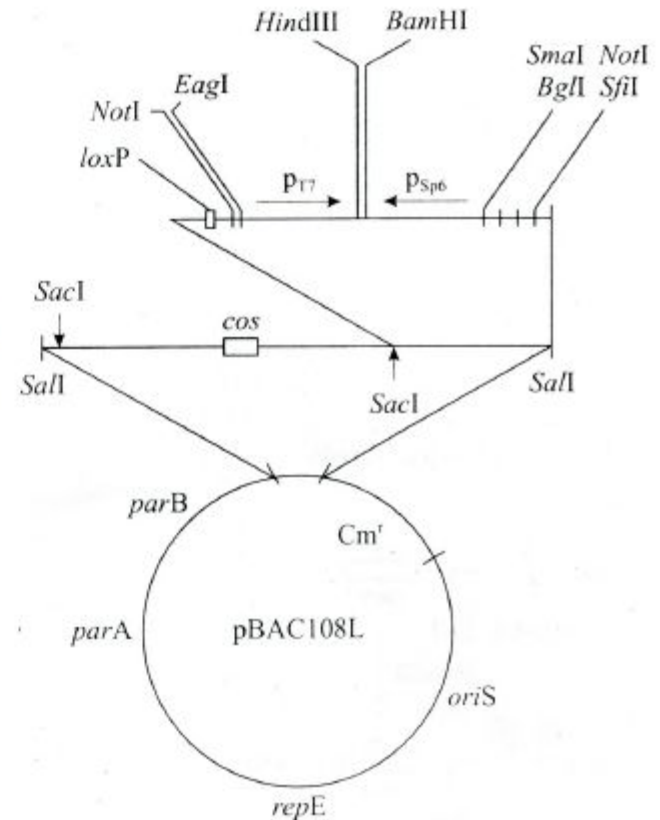 HindIII BamHI
SmaI NotI
EagI BglI SfiI
NotI
loxP
pT7 pSp6
SacI
cos
SalI SacI SalI
parB
Cmʳ
parA pBAC108L
oriS
repE